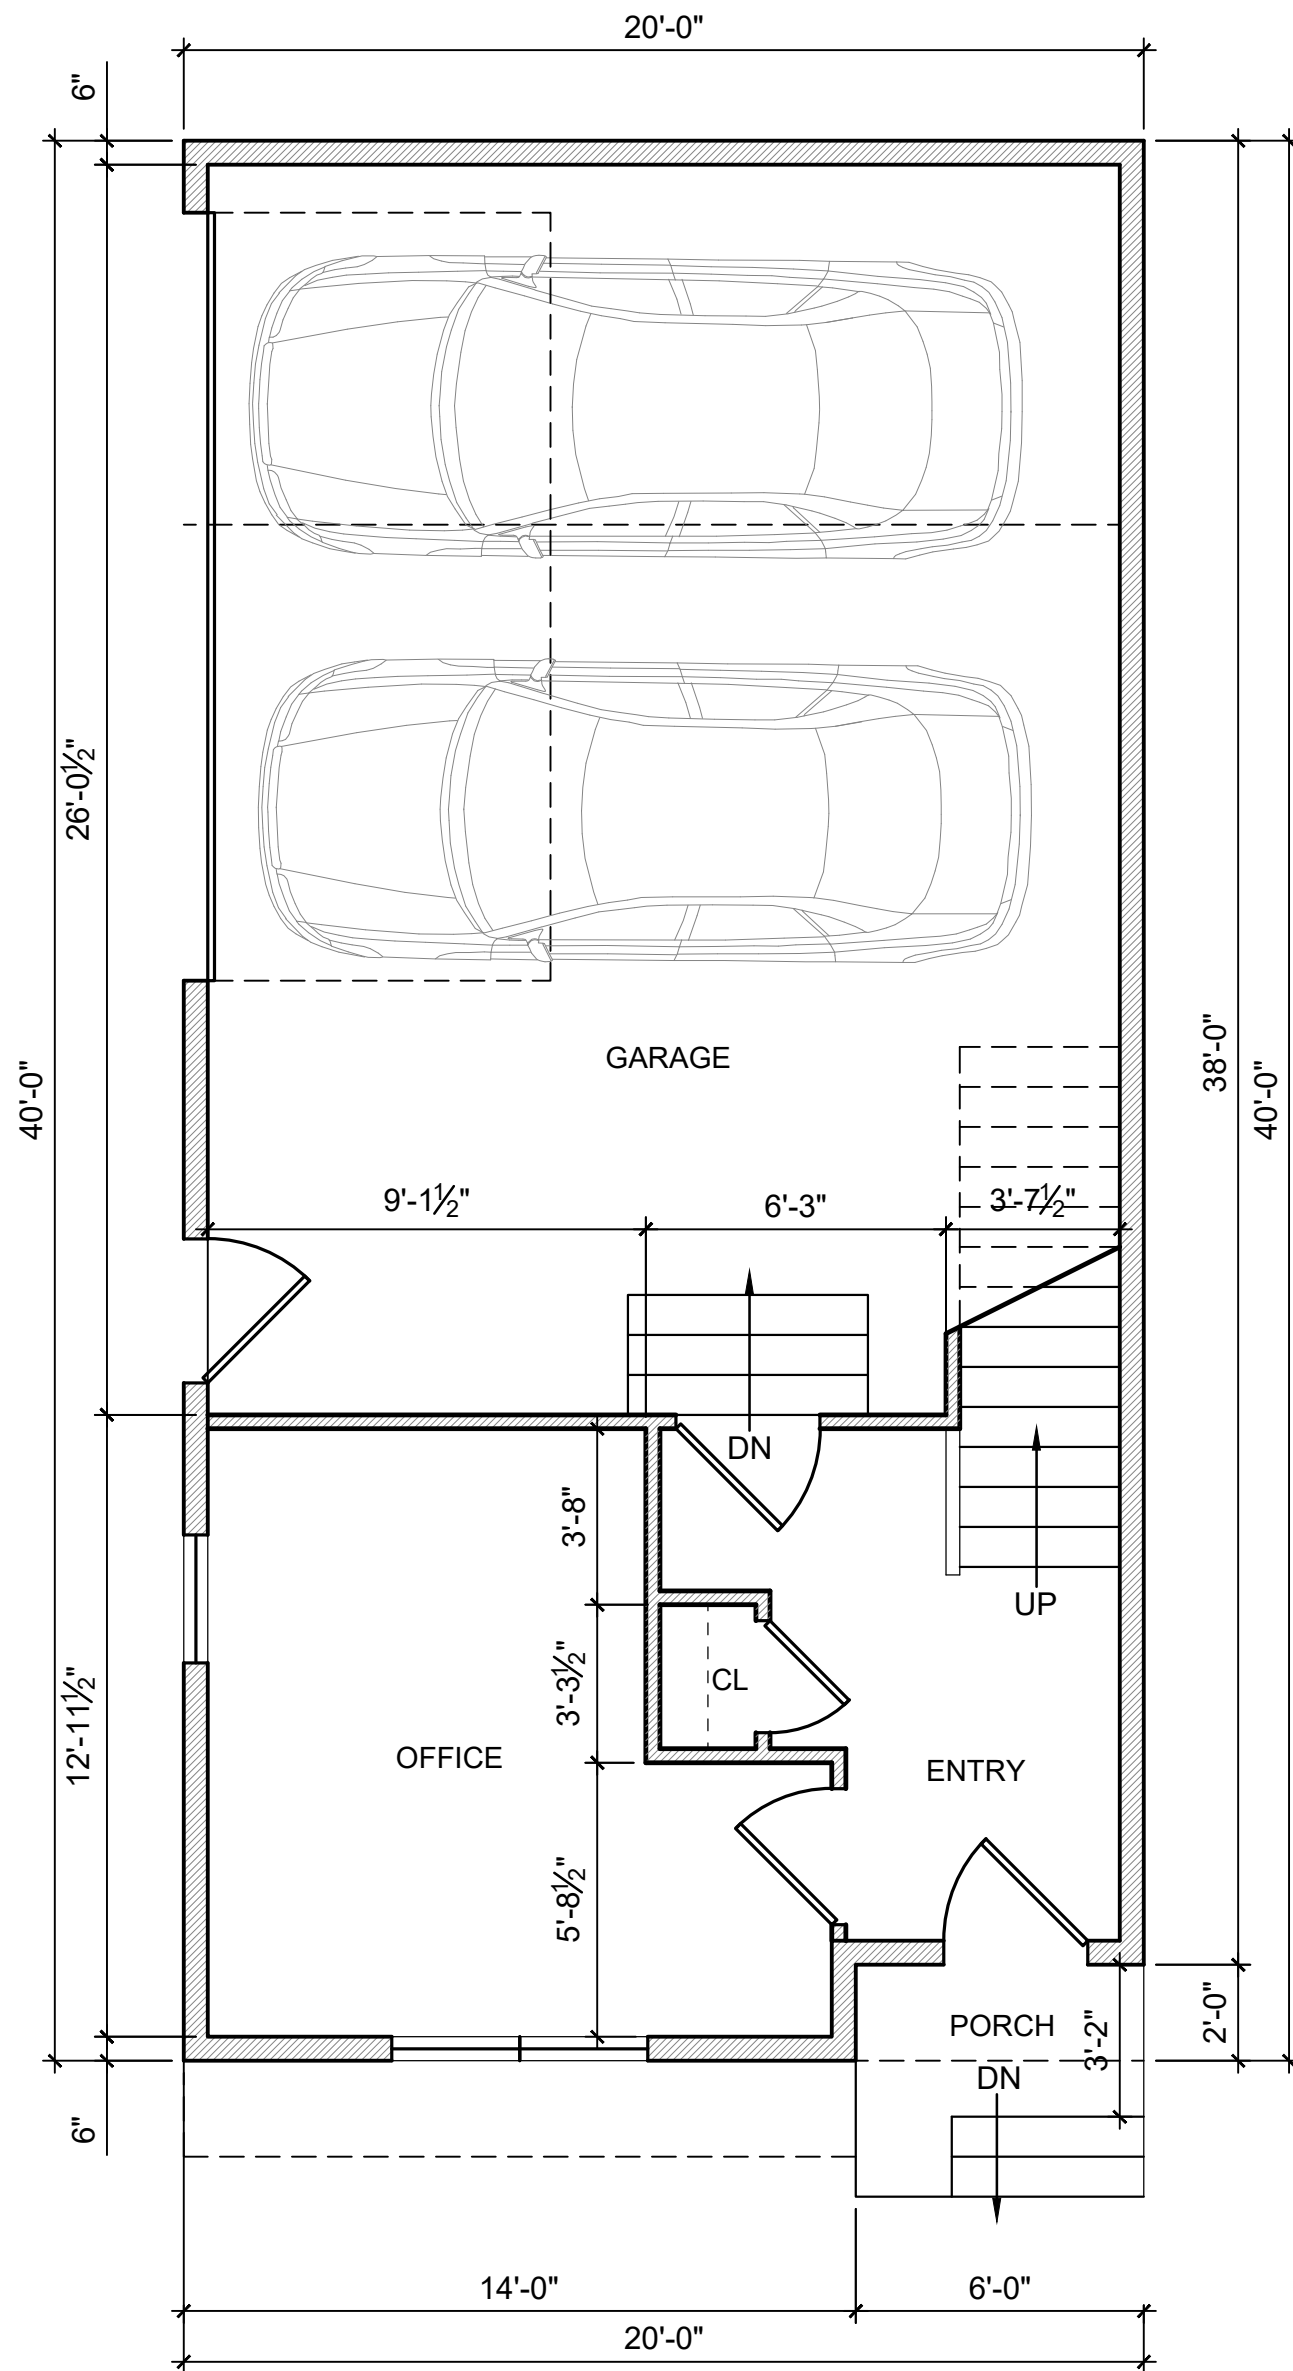 20'-0"
6"
26'-0½"
40'-0"
38'-0"
40'-0"
GARAGE
9'-1½"
6'-3"
3'-7½"
DN
3'-8"
UP
3'-3½"
CL
12'-11½"
OFFICE
ENTRY
5'-8½"
PORCH
3'-2"
2'-0"
DN
6"
14'-0"
6'-0"
20'-0"